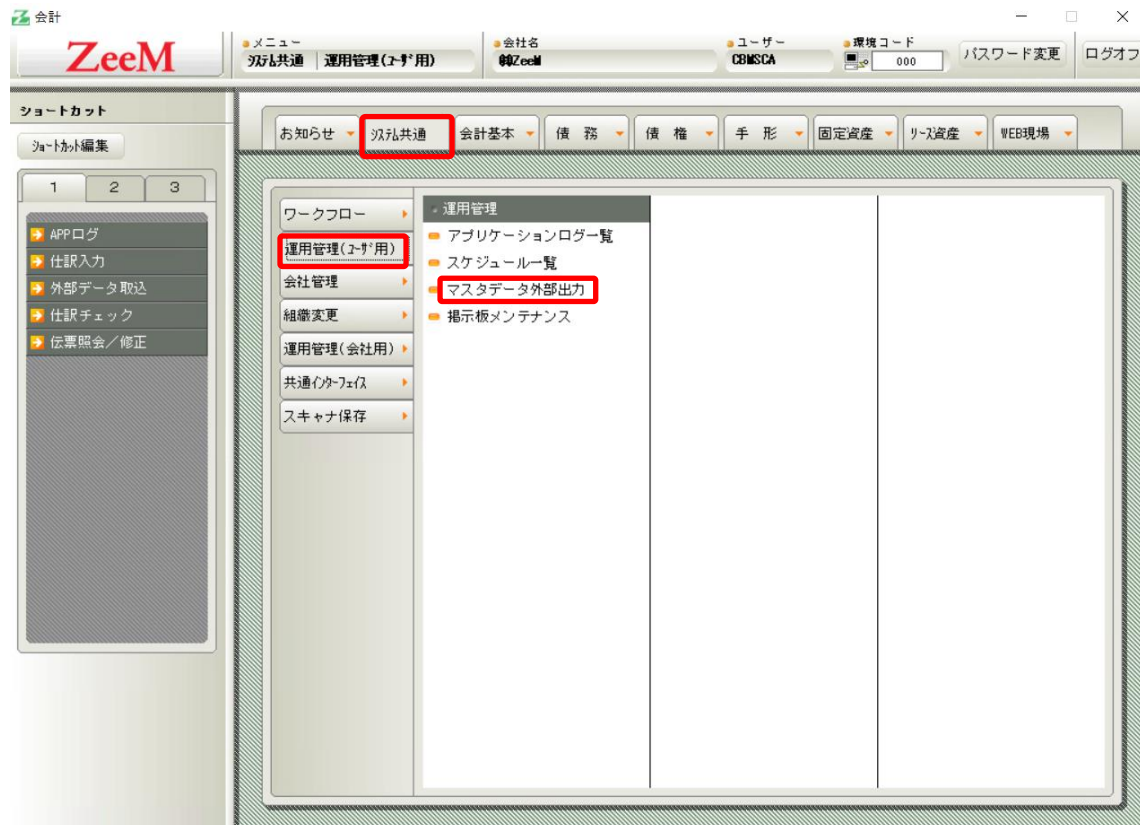 会計
ZeeM
メニュー
ｼｽﾃﾑ共通 運用管理(ﾕｰｻﾞ用)
会社名
㈱ZeeM
ユーザー
CBMSCA
環境コード
000
パスワード変更
ログオフ
ショートカット
ｼｮｰﾄｶｯﾄ編集
1 2 3
APPログ
仕訳入力
外部データ取込
仕訳チェック
伝票照会／修正
お知らせ ｼｽﾃﾑ共通 会計基本 債 務 債 権 手 形 固定資産 ﾘｰｽ資産 WEB現場
ワークフロー
運用管理(ﾕｰｻﾞ用)
会社管理
組織変更
運用管理(会社用)
共通ｲﾝﾀｰﾌｪｲｽ
スキャナ保存
運用管理
アプリケーションログ一覧
スケジュール一覧
マスタデータ外部出力
掲示板メンテナンス